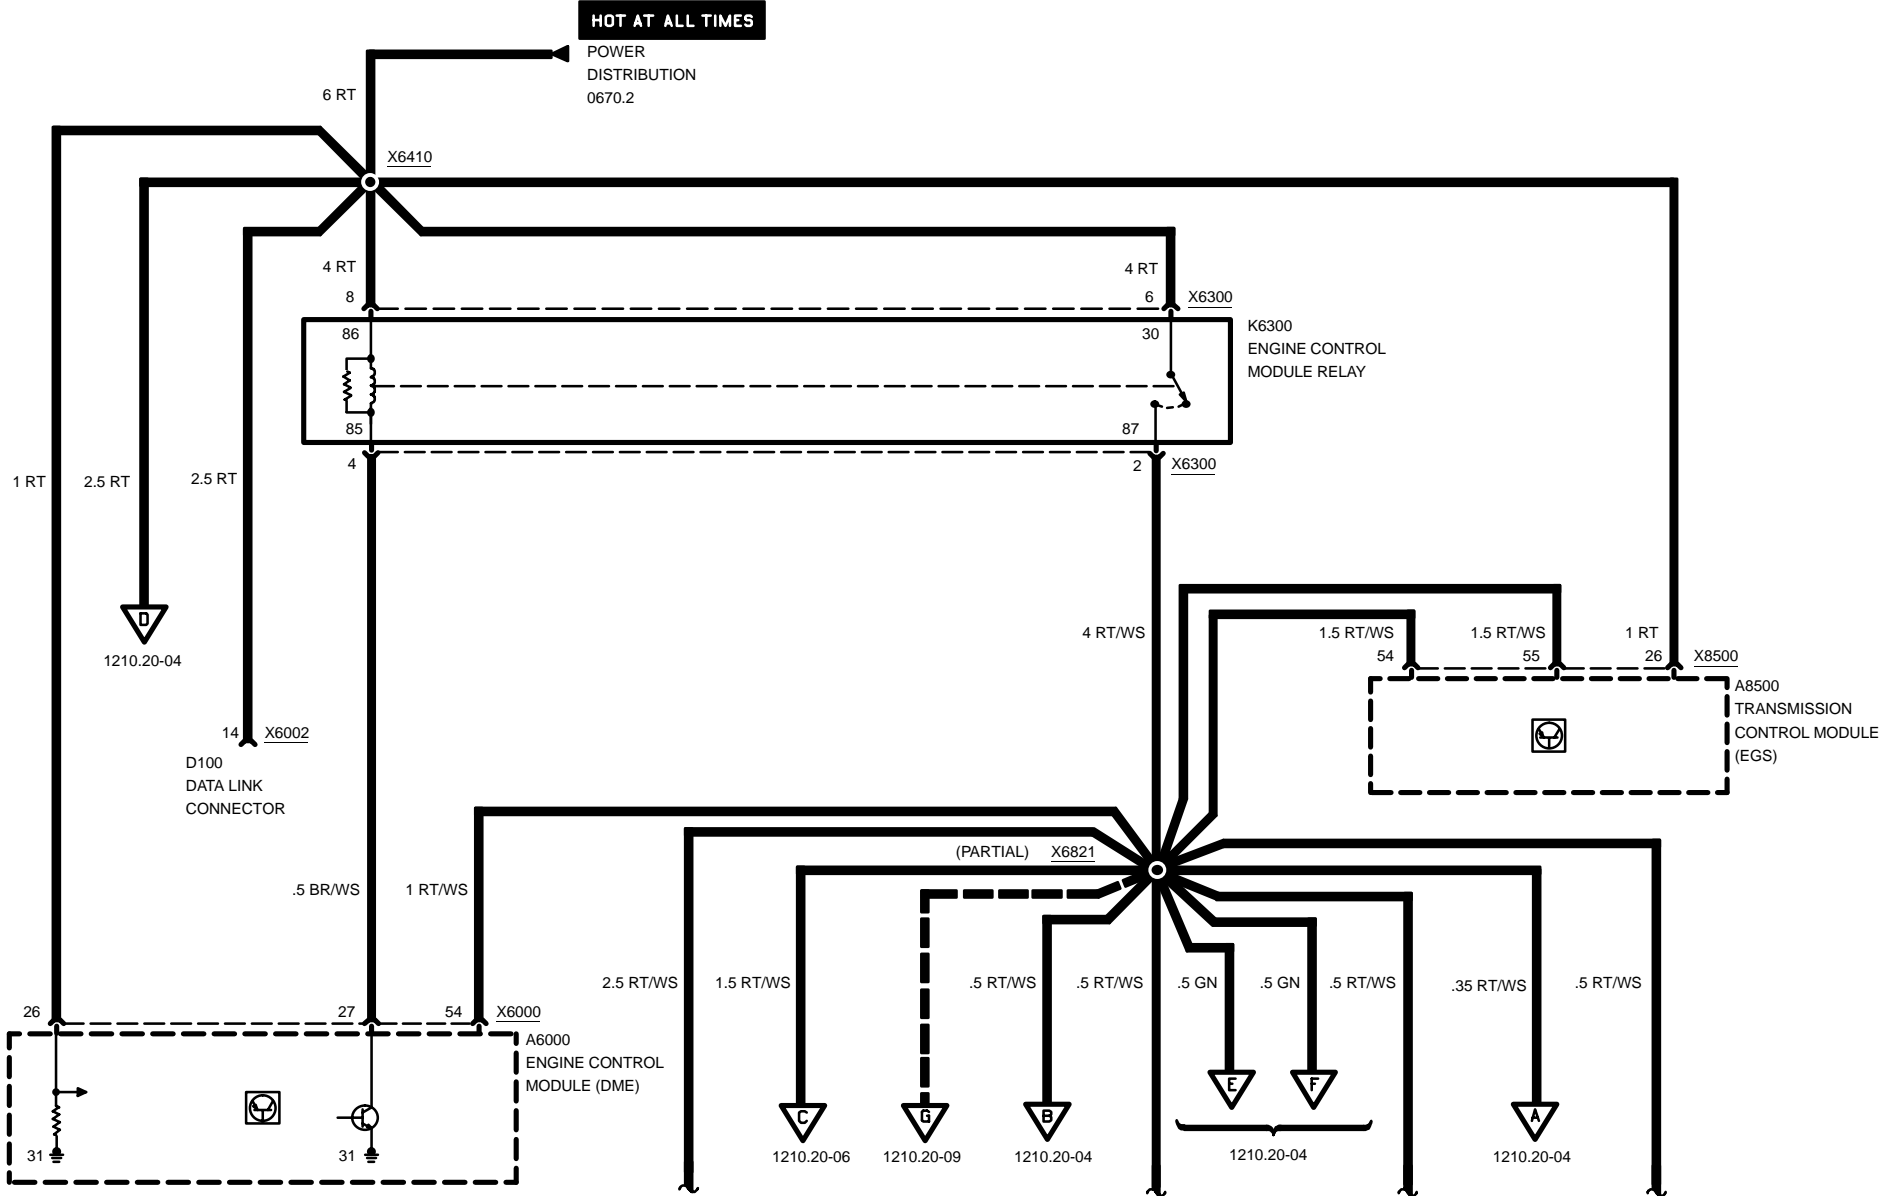 HOT AT ALL TIMES
POWER
DISTRIBUTION
0670.2
6 RT
X6410
4 RT
4 RT
8
6
X6300
86
30
K6300
ENGINE CONTROL
MODULE RELAY
85
87
4
2
X6300
1 RT
2.5 RT
2.5 RT
D
1210.20-04
4 RT/WS
1.5 RT/WS
1.5 RT/WS
1 RT
54
55
26
X8500
A8500
TRANSMISSION
CONTROL MODULE
(EGS)
14
X6002
D100
DATA LINK
CONNECTOR
(PARTIAL)
X6821
.5 BR/WS
1 RT/WS
2.5 RT/WS
1.5 RT/WS
.5 RT/WS
.5 RT/WS
.5 GN
.5 GN
.5 RT/WS
.35 RT/WS
.5 RT/WS
26
27
54
X6000
A6000
ENGINE CONTROL
MODULE (DME)
31
31
E
F
C
G
B
A
1210.20-06
1210.20-09
1210.20-04
1210.20-04
1210.20-04